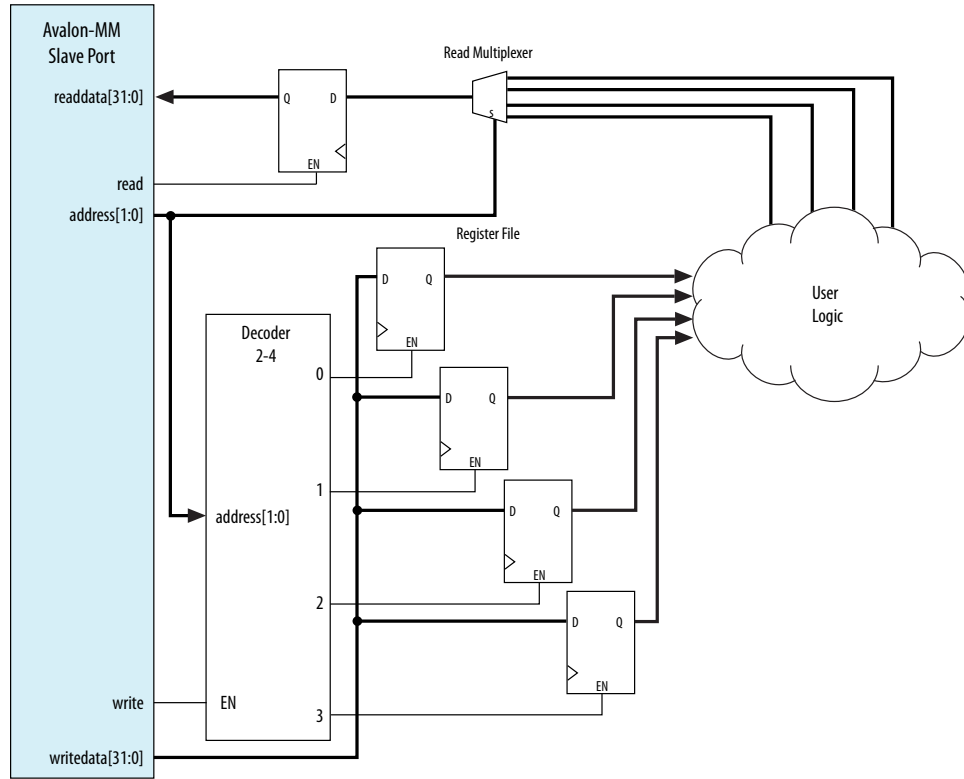 Avalon-MM
Slave Port
Read Multiplexer
readdata[31:0]
Q
D
s
EN
read
address[1:0]
Register File
D
Q
EN
User
Logic
Decoder
2-4
0
D
Q
EN
1
address[1:0]
D
Q
EN
2
D
Q
EN
write
EN
3
writedata[31:0]